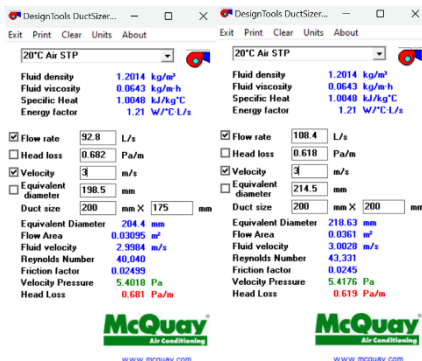 DesignTools DuctSizer...
Exit Print Clear Units About
20°C Air STP
Fluid density 1.2014 kg/m³
Fluid viscosity 0.0643 kg/m·h
Specific Heat 1.0048 kJ/kg°C
Energy factor 1.21 W/°C·L/s
Flow rate 92.8 L/s
Head loss 0.682 Pa/m
Velocity 3 m/s
Equivalent diameter 198.5 mm
Duct size 200 mm X 175 mm
Equivalent Diameter 204.4 mm
Flow Area 0.03095 m²
Fluid velocity 2.9984 m/s
Reynolds Number 40,040
Friction factor 0.02499
Velocity Pressure 5.4018 Pa
Head Loss 0.681 Pa/m
McQuay
Air Conditioning
www.mcquay.com
DesignTools DuctSizer...
Exit Print Clear Units About
20°C Air STP
Fluid density 1.2014 kg/m³
Fluid viscosity 0.0643 kg/m·h
Specific Heat 1.0048 kJ/kg°C
Energy factor 1.21 W/°C·L/s
Flow rate 108.4 L/s
Head loss 0.618 Pa/m
Velocity 3 m/s
Equivalent diameter 214.5 mm
Duct size 200 mm X 200 mm
Equivalent Diameter 218.63 mm
Flow Area 0.0361 m²
Fluid velocity 3.0028 m/s
Reynolds Number 43,331
Friction factor 0.0245
Velocity Pressure 5.4176 Pa
Head Loss 0.619 Pa/m
McQuay
Air Conditioning
www.mcquay.com